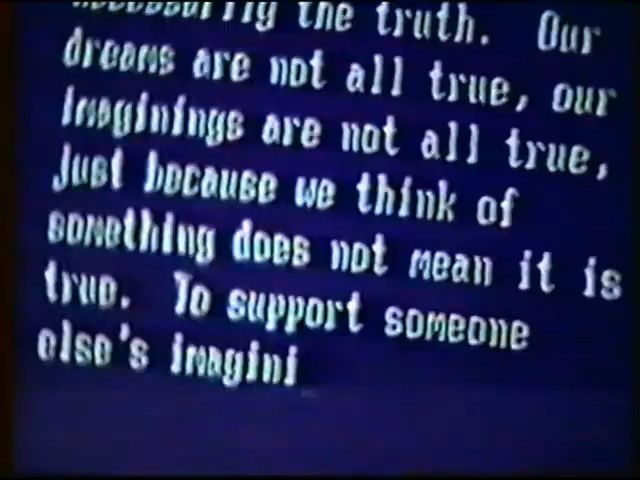 necessarily the truth. Our
dreams are not all true, our
imaginings are not all true,
just because we think of
something does not mean it is
true. To support someone
else's imagini